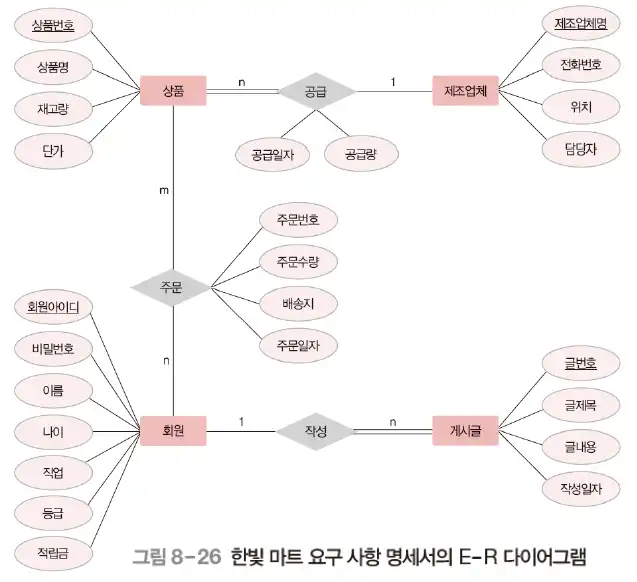 상품번호
상품명
재고량
단가
상품
n
공급
1
제조업체
공급일자
공급량
제조업체명
전화번호
위치
담당자
m
주문
주문번호
주문수량
배송지
주문일자
n
회원아이디
비밀번호
이름
나이
직업
등급
적립금
회원
1
작성
n
게시글
글번호
글제목
글내용
작성일자
그림 8-26 한빛 마트 요구 사항 명세서의 E-R 다이어그램